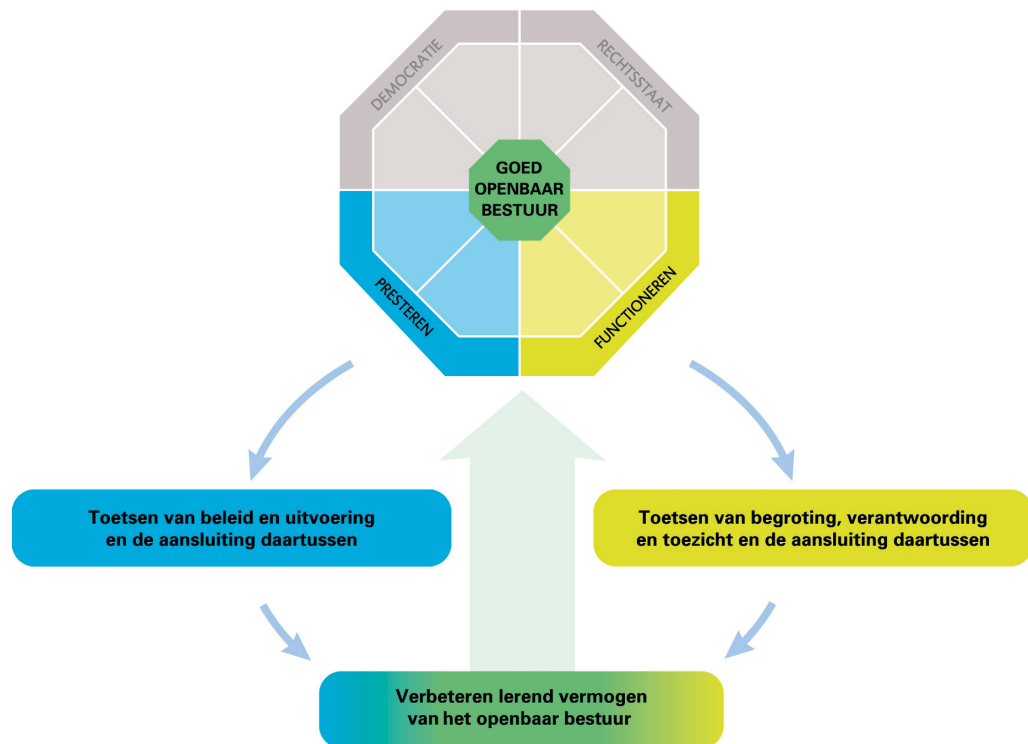 DEMOCRATIE
RECHTSSTAAT
GOED
OPENBAAR
BESTUUR
PRESTEREN
FUNCTIONEREN
Toetsen van beleid en uitvoering
en de aansluiting daartussen
Toetsen van begroting, verantwoording
en toezicht en de aansluiting daartussen
Verbeteren lerend vermogen
van het openbaar bestuur